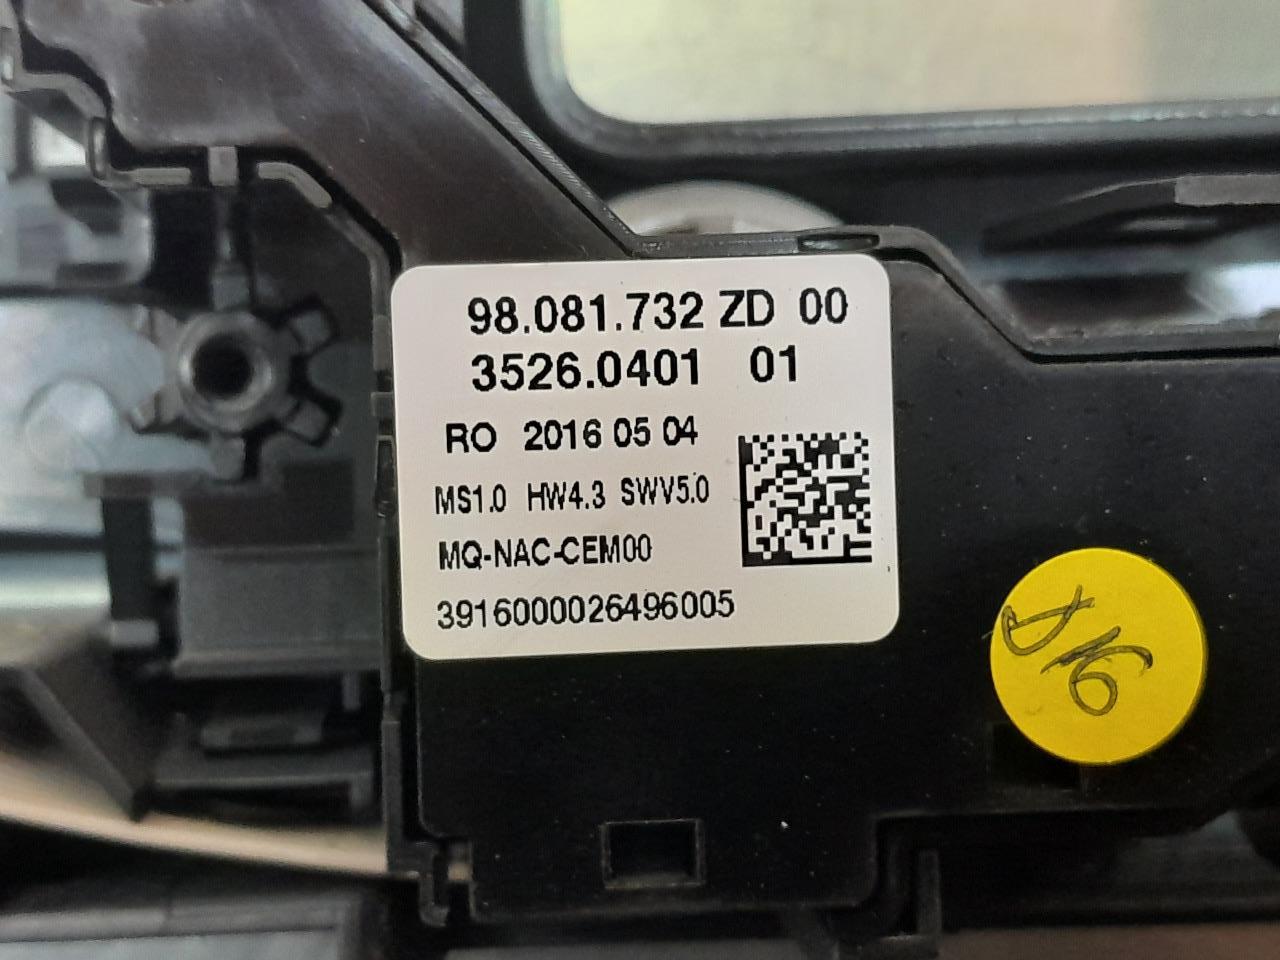 98.081.732 ZD 00
3526.0401 01
RO 2016 05 04
MS1.0 HW4.3 SWV5.0
MQ-NAC-CEM00
3916000026496005